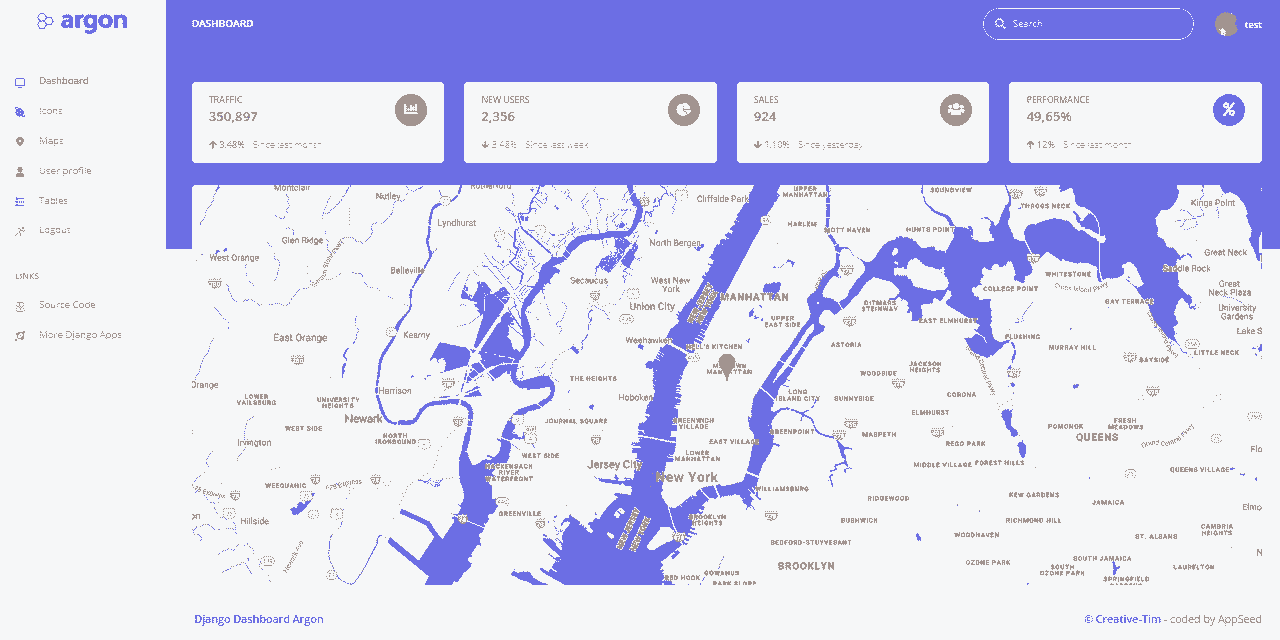 argon
DASHBOARD
Search
test
Dashboard
Icons
Maps
User profile
Tables
Logout
LINKS
Source Code
More Django Apps
TRAFFIC
350,897
3.48% Since last month
NEW USERS
2,356
3.48% Since last week
SALES
924
1.10% Since yesterday
PERFORMANCE
49,65%
12% Since last month
Montclair
Nutley
Rutherford
Cliffside Park
UPPER
MANHATTAN
SOUNDVIEW
THROGS NECK
Kings Point
Lyndhurst
HARLEM
MOTT HAVEN
HUNTS POINT
Glen Ridge
North Bergen
West Orange
Great Neck
Belleville
Saddle Rock
WHITESTONE
Secaucus
West New
York
COLLEGE POINT
Cross Island Pkwy
Great
Neck Plaza
MANHATTAN
BAY TERRACE
Union City
DITMARS
STEINWAY
University
Gardens
UPPER
EAST SIDE
EAST ELMHURST
Lake S
East Orange
Kearny
Weehawken
FLUSHING
HELL'S KITCHEN
ASTORIA
MURRAY HILL
LITTLE NECK
BAYSIDE
MIDTOWN
MANHATTAN
JACKSON
HEIGHTS
WOODSIDE
THE HEIGHTS
Orange
Harrison
LONG
ISLAND CITY
CORONA
LOWER
VAILSBURG
UNIVERSITY
HEIGHTS
Hoboken
SUNNYSIDE
ELMHURST
Newark
JOURNAL SQUARE
GREENWICH
VILLAGE
FRESH
MEADOWS
POMONOK
WEST SIDE
GREENPOINT
MASPETH
QUEENS
NORTH
IRONBOUND
Irvington
EAST VILLAGE
REGO PARK
Grand Central Pkwy
Flo
WEST SIDE
LOWER
MANHATTAN
Jersey City
MIDDLE VILLAGE
FOREST HILLS
QUEENS VILLAGE
HACKENSACK
RIVER
WATERFRONT
New York
WEEQUAHIC
WILLIAMSBURG
RIDGEWOOD
KEW GARDENS
JAMAICA
Elmo
GREENVILLE
BROOKLYN
HEIGHTS
BUSHWICK
RICHMOND HILL
Hillside
CAMBRIA
HEIGHTS
WOODHAVEN
ST. ALBANS
BEDFORD-STUYVESANT
BROOKLYN
OZONE PARK
SOUTH JAMAICA
SOUTH
OZONE PARK
LAURELTON
RED HOOK
GOWANUS
PARK SLOPE
SPRINGFIELD
Django Dashboard Argon
© Creative-Tim - coded by AppSeed